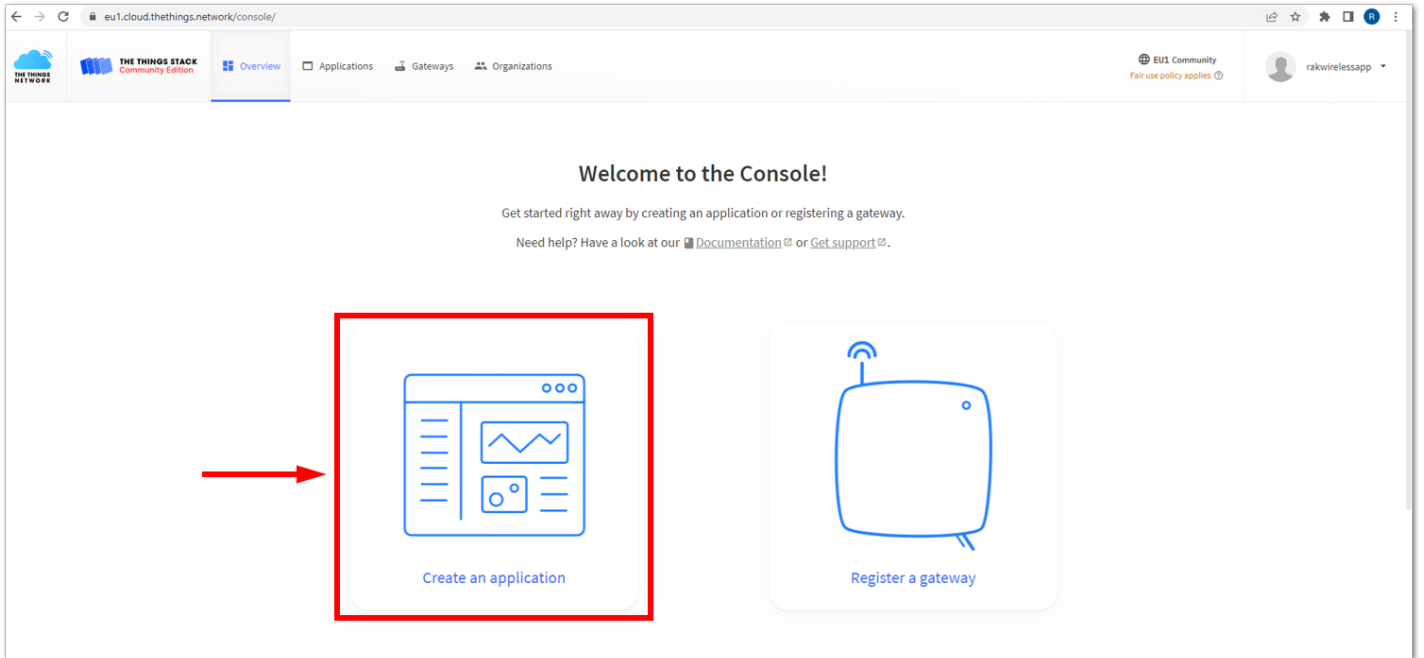 eu1.cloud.thethings.network/console/
R
THE THINGS
NETWORK
THE THINGS STACK
Community Edition
Overview
Applications
Gateways
Organizations
EU1 Community
Fair use policy applies
rakwirelessapp
Welcome to the Console!
Get started right away by creating an application or registering a gateway.
Need help? Have a look at our Documentation or Get support.
Create an application
Register a gateway